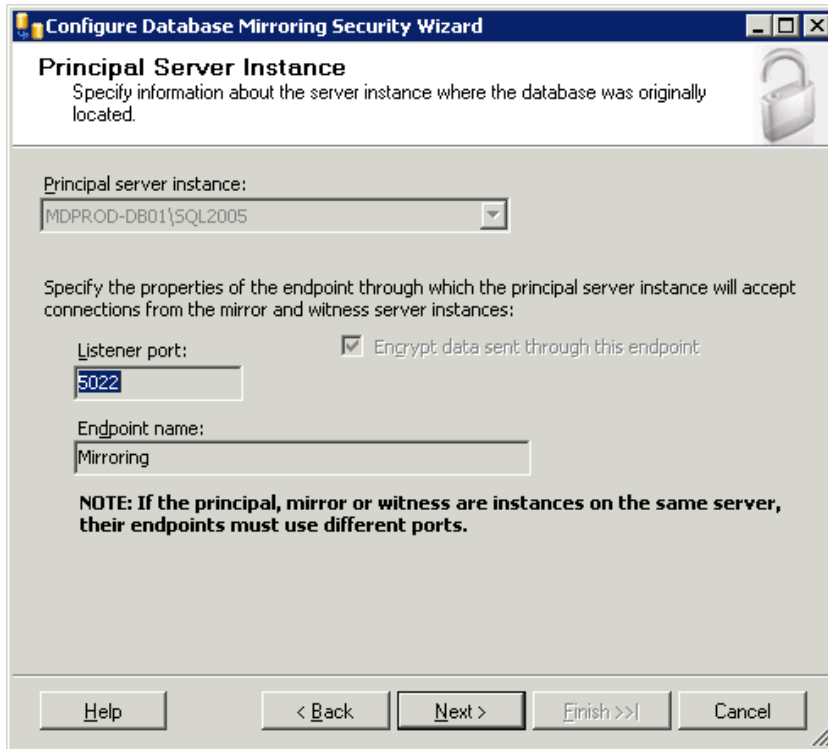 Configure Database Mirroring Security Wizard
Principal Server Instance
Specify information about the server instance where the database was originally
located.
Principal server instance:
MDPROD-DB01\SQL2005
Specify the properties of the endpoint through which the principal server instance will accept
connections from the mirror and witness server instances:
Listener port:
Encrypt data sent through this endpoint
5022
Endpoint name:
Mirroring
NOTE: If the principal, mirror or witness are instances on the same server,
their endpoints must use different ports.
Help
< Back
Next >
Finish >>|
Cancel